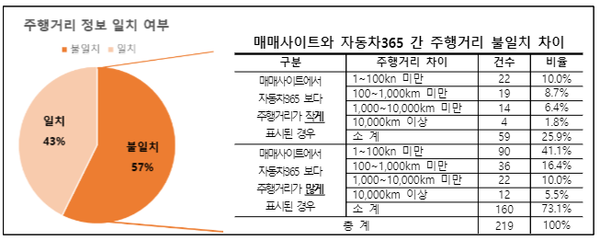 주행거리 정보 일치 여부
불일치 일치
일치
43%
불일치
57%
매매사이트와 자동차365 간 주행거리 불일치 차이
구분 주행거리 차이 건수 비율
매매사이트에서
자동차365 보다
주행거리가 작게
표시된 경우
1~100kn 미만 22 10.0%
100~1,000km 미만 19 8.7%
1,000~10,000km 미만 14 6.4%
10,000km 이상 4 1.8%
소 계 59 25.9%
매매사이트에서
자동차365 보다
주행거리가 많게
표시된 경우
1~100kn 미만 90 41.1%
100~1,000km 미만 36 16.4%
1,000~10,000km 미만 22 10.0%
10,000km 이상 12 5.5%
소 계 160 73.1%
총 계 219 100%